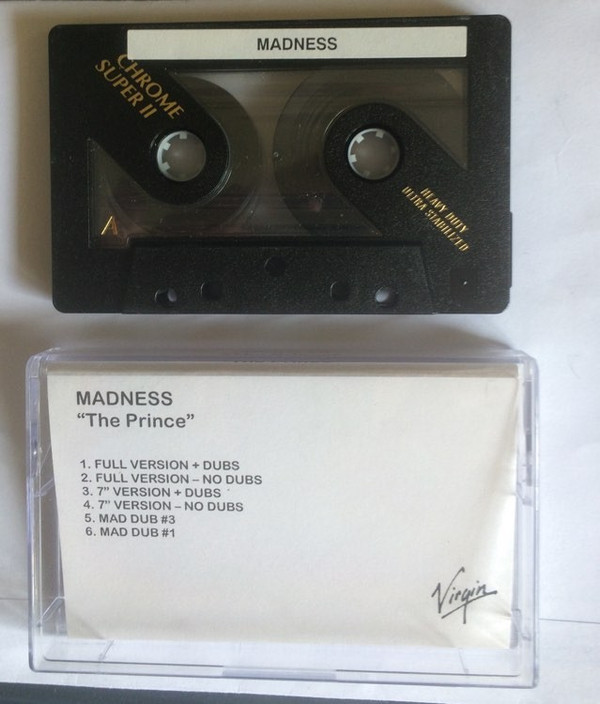 MADNESS
CHROME
SUPER II
A
HEAVY DUTY
ULTRA STABILIZED
MADNESS
“The Prince”
1. FULL VERSION + DUBS
2. FULL VERSION – NO DUBS
3. 7” VERSION + DUBS
4. 7” VERSION – NO DUBS
5. MAD DUB #3
6. MAD DUB #1
Virgin